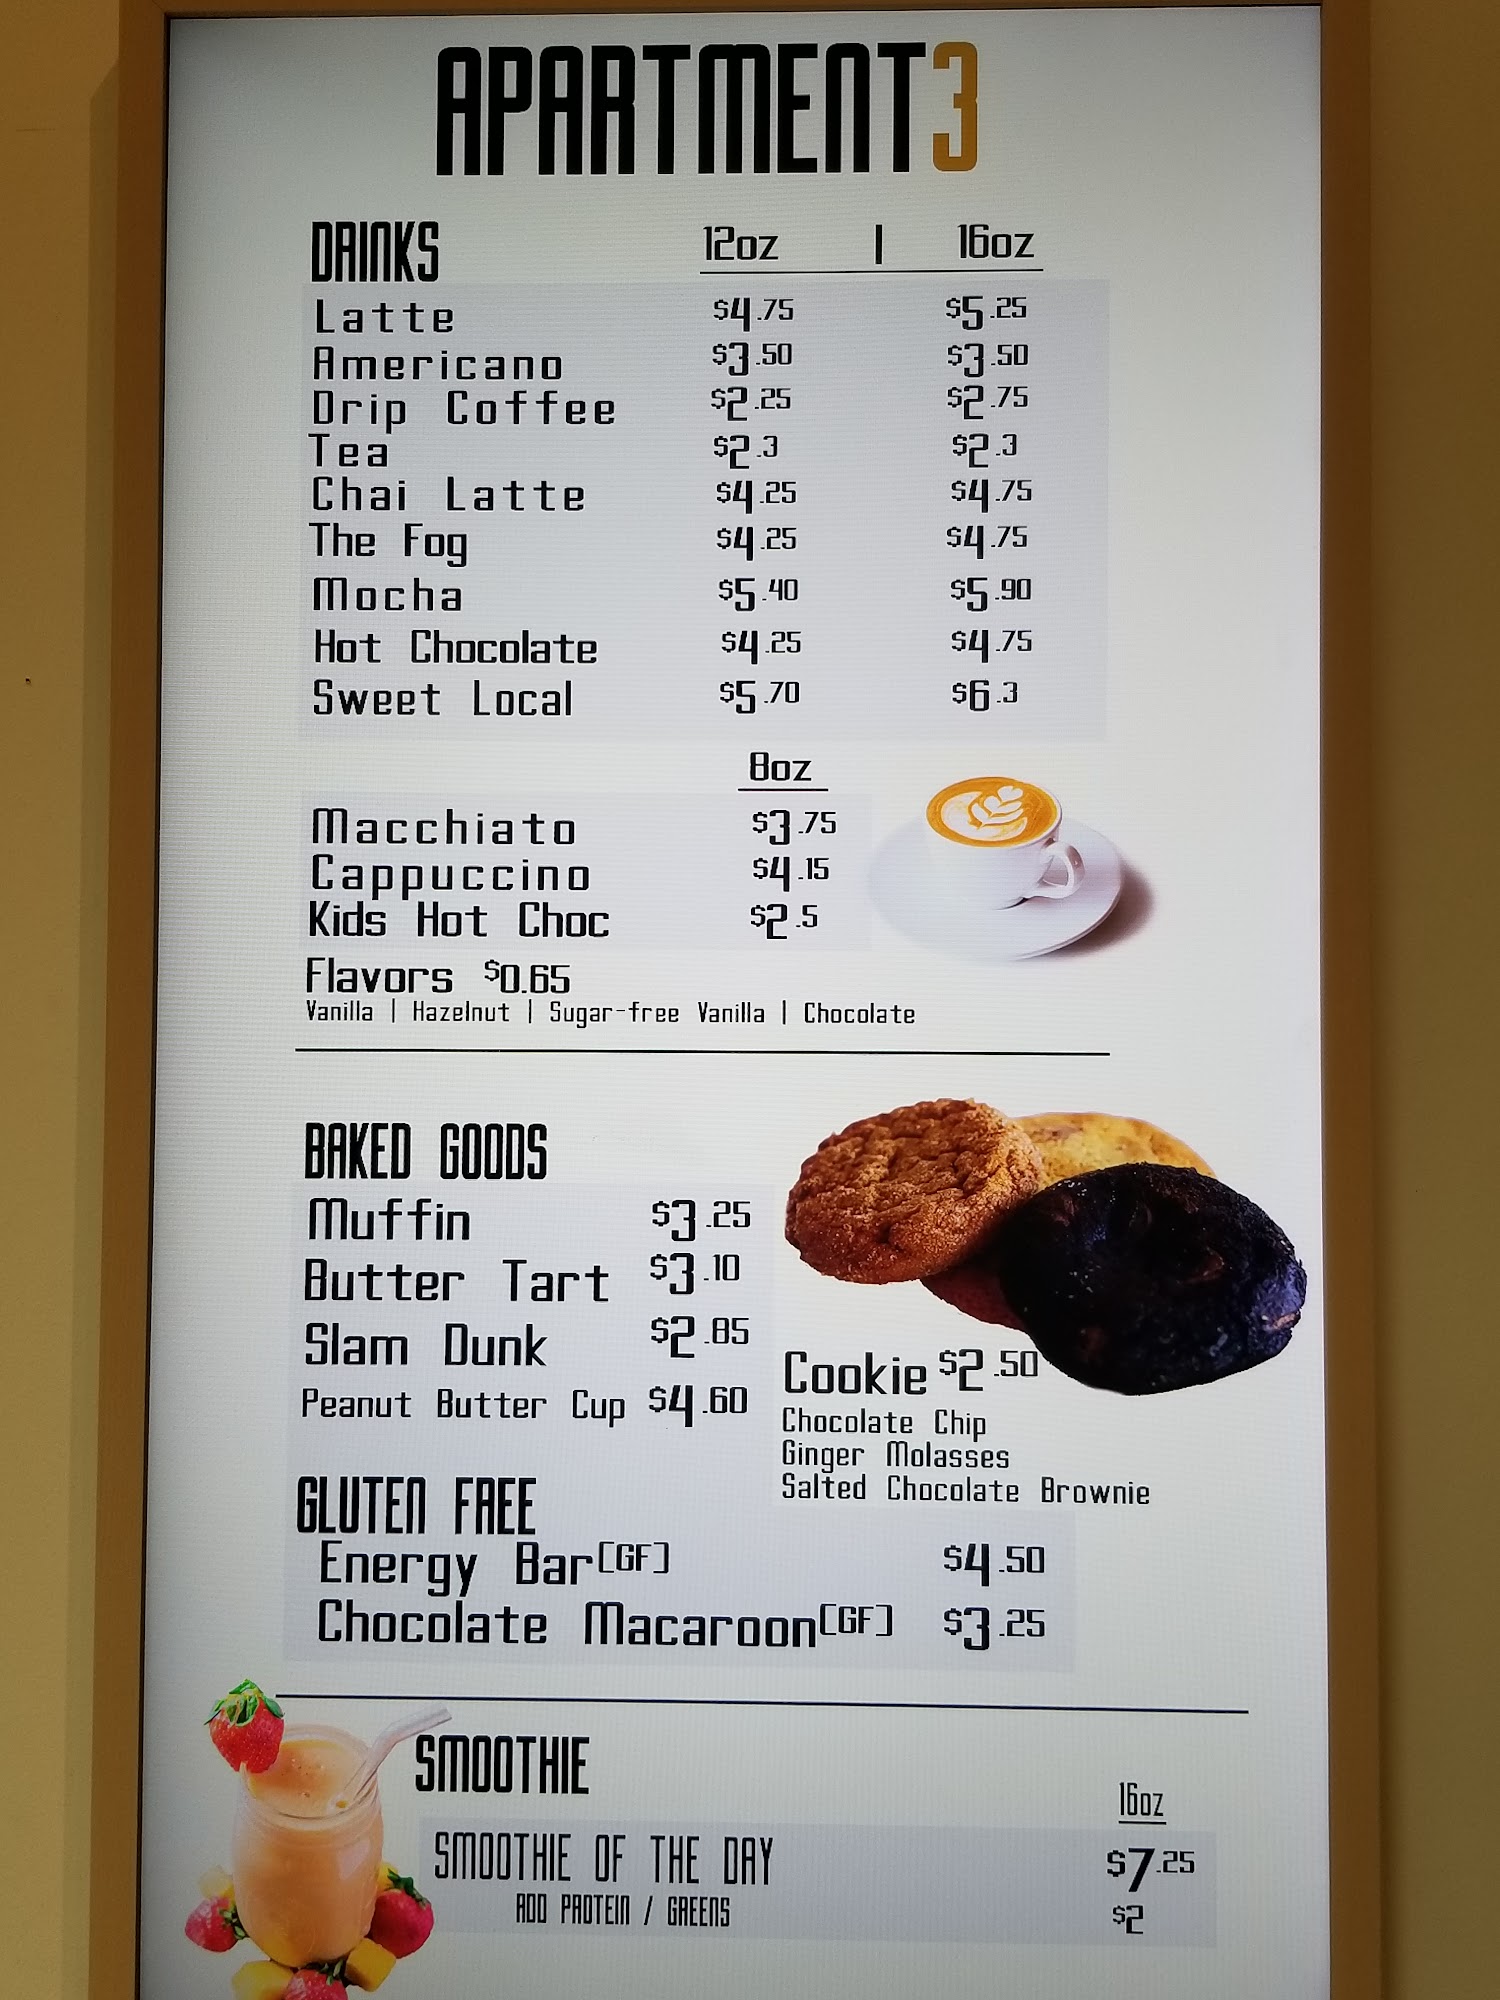 APARTMENT3
DRINKS 12oz | 16oz
Latte $4.75 $5.25
Americano $3.50 $3.50
Drip Coffee $2.25 $2.75
Tea $2.3 $2.3
Chai Latte $4.25 $4.75
The Fog $4.25 $4.75
Mocha $5.40 $5.90
Hot Chocolate $4.25 $4.75
Sweet Local $5.70 $6.3
8oz
Macchiato $3.75
Cappuccino $4.15
Kids Hot Choc $2.5
Flavors $0.65
Vanilla | Hazelnut | Sugar-free Vanilla | Chocolate
BAKED GOODS
Muffin $3.25
Butter Tart $3.10
Slam Dunk $2.85
Peanut Butter Cup $4.60
Cookie $2.50
Chocolate Chip
Ginger Molasses
Salted Chocolate Brownie
GLUTEN FREE
Energy Bar[GF] $4.50
Chocolate Macaroon[GF] $3.25
SMOOTHIE
16oz
SMOOTHIE OF THE DAY $7.25
ADD PROTEIN / GREENS $2